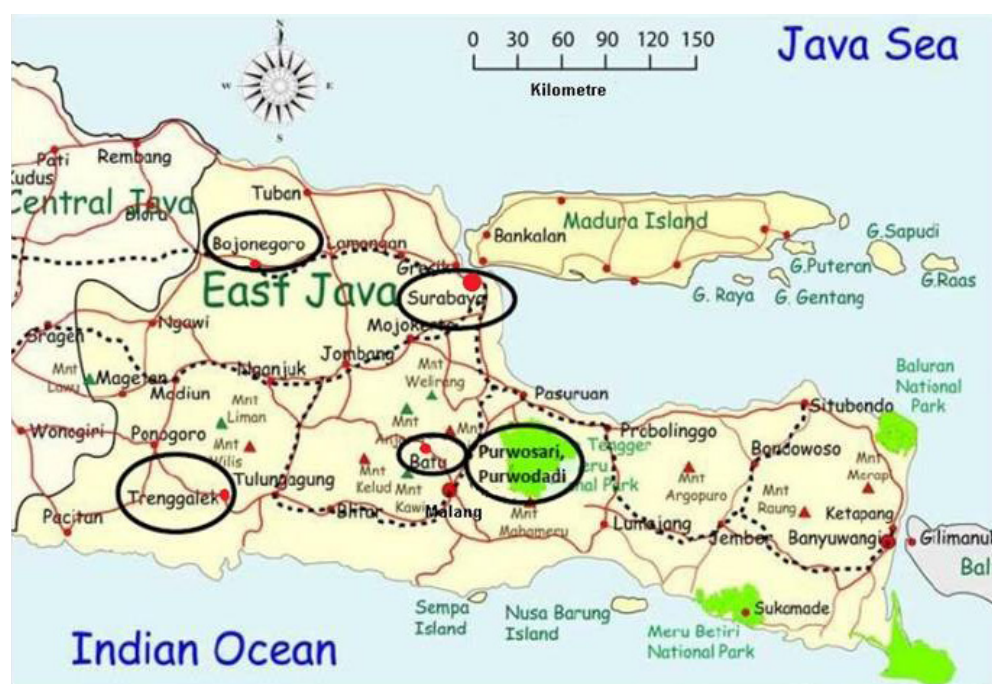 0 30 60 90 120 150
Kilometre
Java Sea
N
W
E
S
Pati
Rembang
Kudus
Central Java
Blora
Tuban
Bojonegoro
Lamongan
Gresik
East Java
Surabaya
Mojokerto
Bankalan
Madura Island
G.Sapudi
G.Puteran
G.Raas
G. Raya
G. Gentang
Sragen
Ngawi
Mnt
Lawu
Magetan
Madiun
Nganjuk
Jombang
Mnt
Welirang
Pasuruan
Baluran
National
Park
Mnt
Liman
Wonogiri
Ponogoro
Mnt
Wilis
Mnt
Batu
Mnt
Purwosari,
Purwodadi
Tengger
Park
Probolinggo
Situbondo
Bondowoso
Mnt
Merapi
Trenggalek
Tulungagung
Mnt
Kelud
Mnt
Kawi
Malang
Blitar
Mnt
Mahameru
Mnt
Argopuro
Mnt
Raung
Ketapang
Pacitan
Lumajang
Jember
Banyuwangi
Gilimanuk
Bal
Sempa
Island
Nusa Barung
Island
Sukamade
Meru Betiri
National Park
Indian Ocean